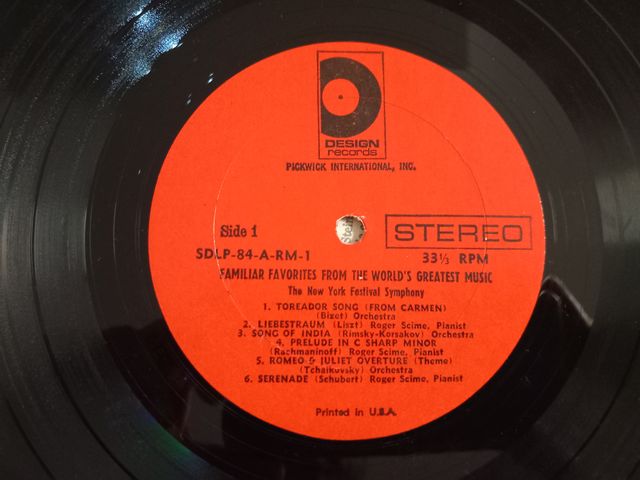 DESIGN
records
PICKWICK INTERNATIONAL, INC.
Side 1
STEREO
SDLP-84-A-RM-1
33⅓ RPM
FAMILIAR FAVORITES FROM THE WORLD'S GREATEST MUSIC
The New York Festival Symphony
1. TOREADOR SONG (FROM CARMEN)
(Bizet) Orchestra
2. LIEBESTRAUM (Liszt) Roger Scime, Pianist
3. SONG OF INDIA (Rimsky-Korsakov) Orchestra
4. PRELUDE IN C SHARP MINOR
(Rachmaninoff) Roger Scime, Pianist
5. ROMEO & JULIET OVERTURE (Theme)
(Tchaikovsky) Orchestra
6. SERENADE (Schubert) Roger Scime, Pianist
Printed in U.S.A.